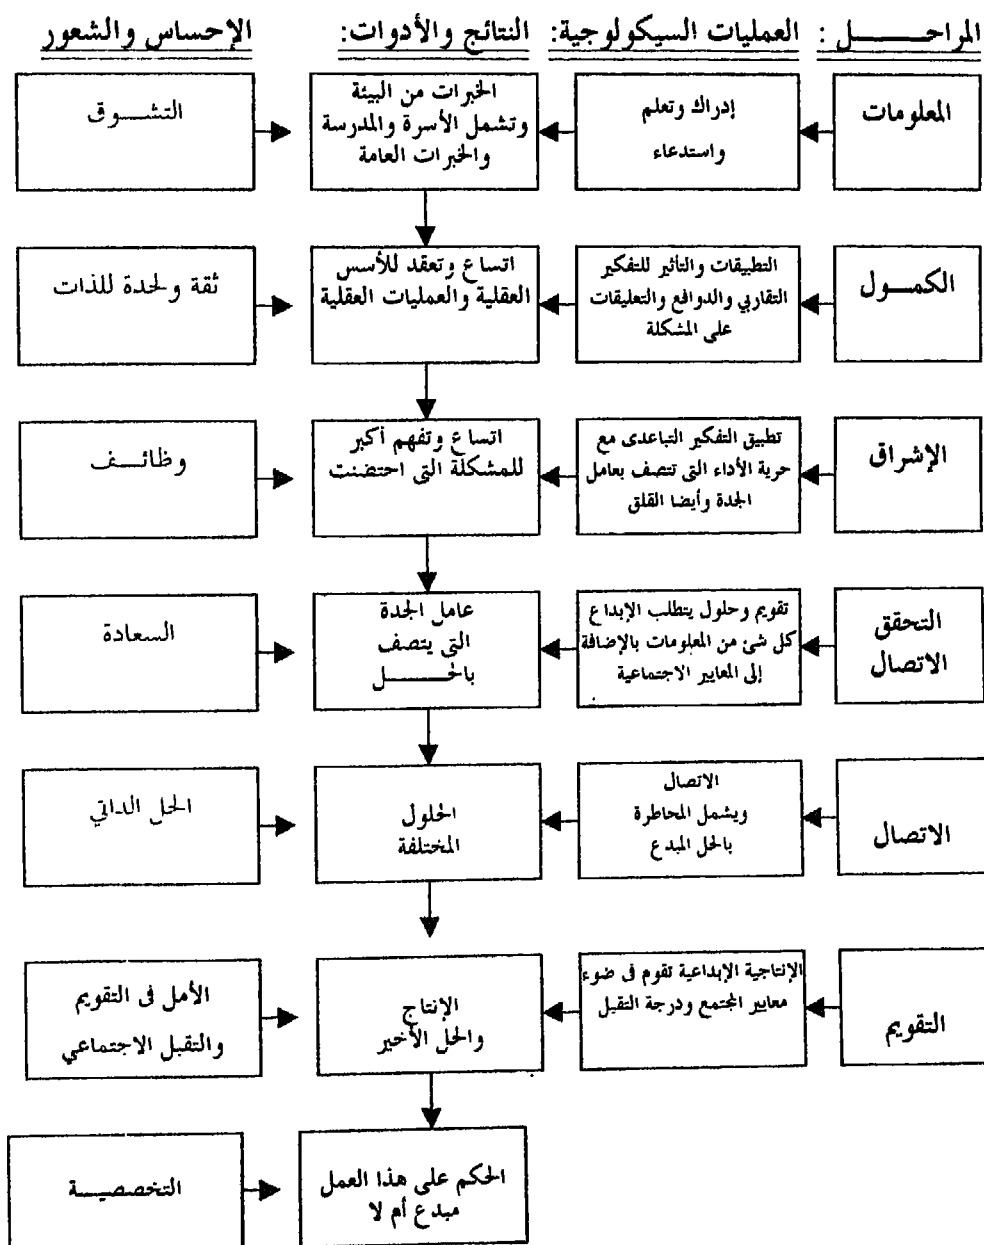 المراحـــــــل :
العمليات السيكولوجية:
النتائج والأدوات:
الإحساس والشعور
المعلومات
إدراك وتعلم
واستدعاء
الخبرات من البيئة
وتشمل الأسرة والمدرسة
والخبرات العامة
التشـــوق
الكمـــول
التطبيقات والتأثير للتفكير
التقاربي والدوافع والتعليقات
على المشكلة
اتساع وتعقد للأسس
العقلية والعمليات العقلية
ثقة ولحدة للذات
الإشراق
تطبيق التفكير التباعدى مع
حرية الأداء التى تتصف بعامل
الجدة وأيضا القلق
اتساع وتفهم أكبر
للمشكلة التى احتضنت
وظائـــف
التحقق
الاتصال
تقويم وحلول يتطلب الإبداع
كل شئ من المعلومات بالإضافة
إلى المعايير الاجتماعية
عامل الجدة
التى يتصف
بالحـــــــل
السعادة
الاتصال
الاتصال
ويشمل المخاطرة
بالحل المبدع
الحلول
المختلفة
الحل الداتي
التقويم
الإنتاجية الإبداعية تقوم فى ضوء
معايير المجتمع ودرجة التقبل
الإنتاج
والحل الأخير
الأمل فى التقويم
والتقبل الاجتماعي
الحكم على هذا العمل
مبدع أم لا
التخصصيـــة